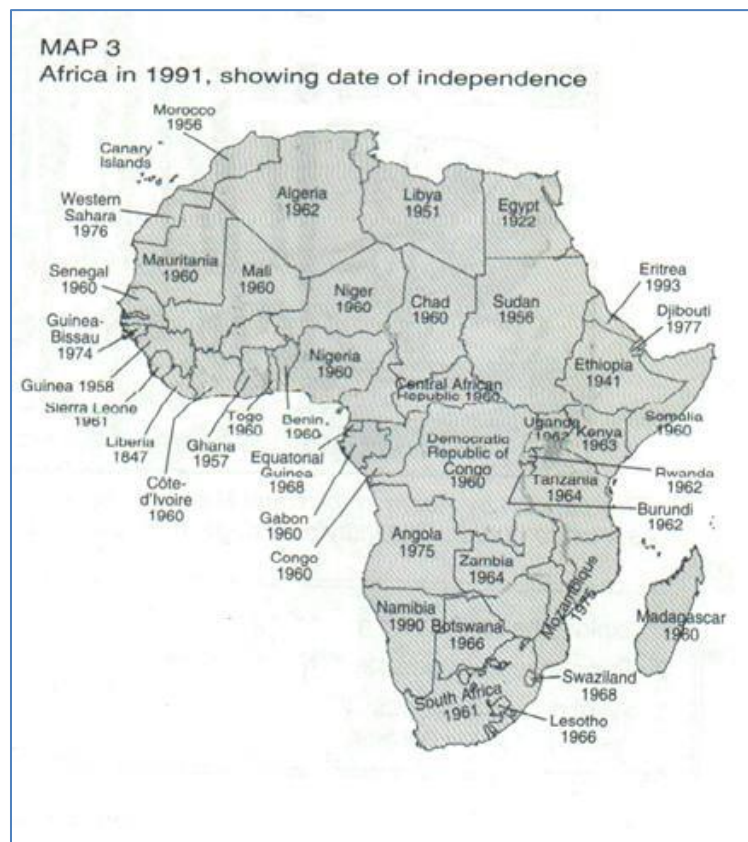 MAP 3
Africa in 1991, showing date of independence
Morocco
1956
Canary
Islands
Algeria
1962
Libya
1951
Egypt
1922
Western
Sahara
1976
Mauritania
1960
Mali
1960
Niger
1960
Chad
1960
Sudan
1956
Eritrea
1993
Djibouti
1977
Senegal
1960
Guinea-
Bissau
1974
Nigeria
1960
Ethiopia
1941
Guinea 1958
Sierra Leone
1961
Liberia
1847
Côte-
d'Ivoire
1960
Ghana
1957
Togo
1960
Benin,
1960
Central African
Republic 1960
Equatorial
Guinea
1968
Gabon
1960
Congo
1960
Democratic
Republic of
Congo
1960
Uganda
1962
Kenya
1963
Somalia
1960
Rwanda
1962
Tanzania
1964
Burundi
1962
Angola
1975
Zambia
1964
Mozambique
1975
Namibia
1990
Botswana
1966
Madagascar
1960
Swaziland
1968
South Africa
1961
Lesotho
1966